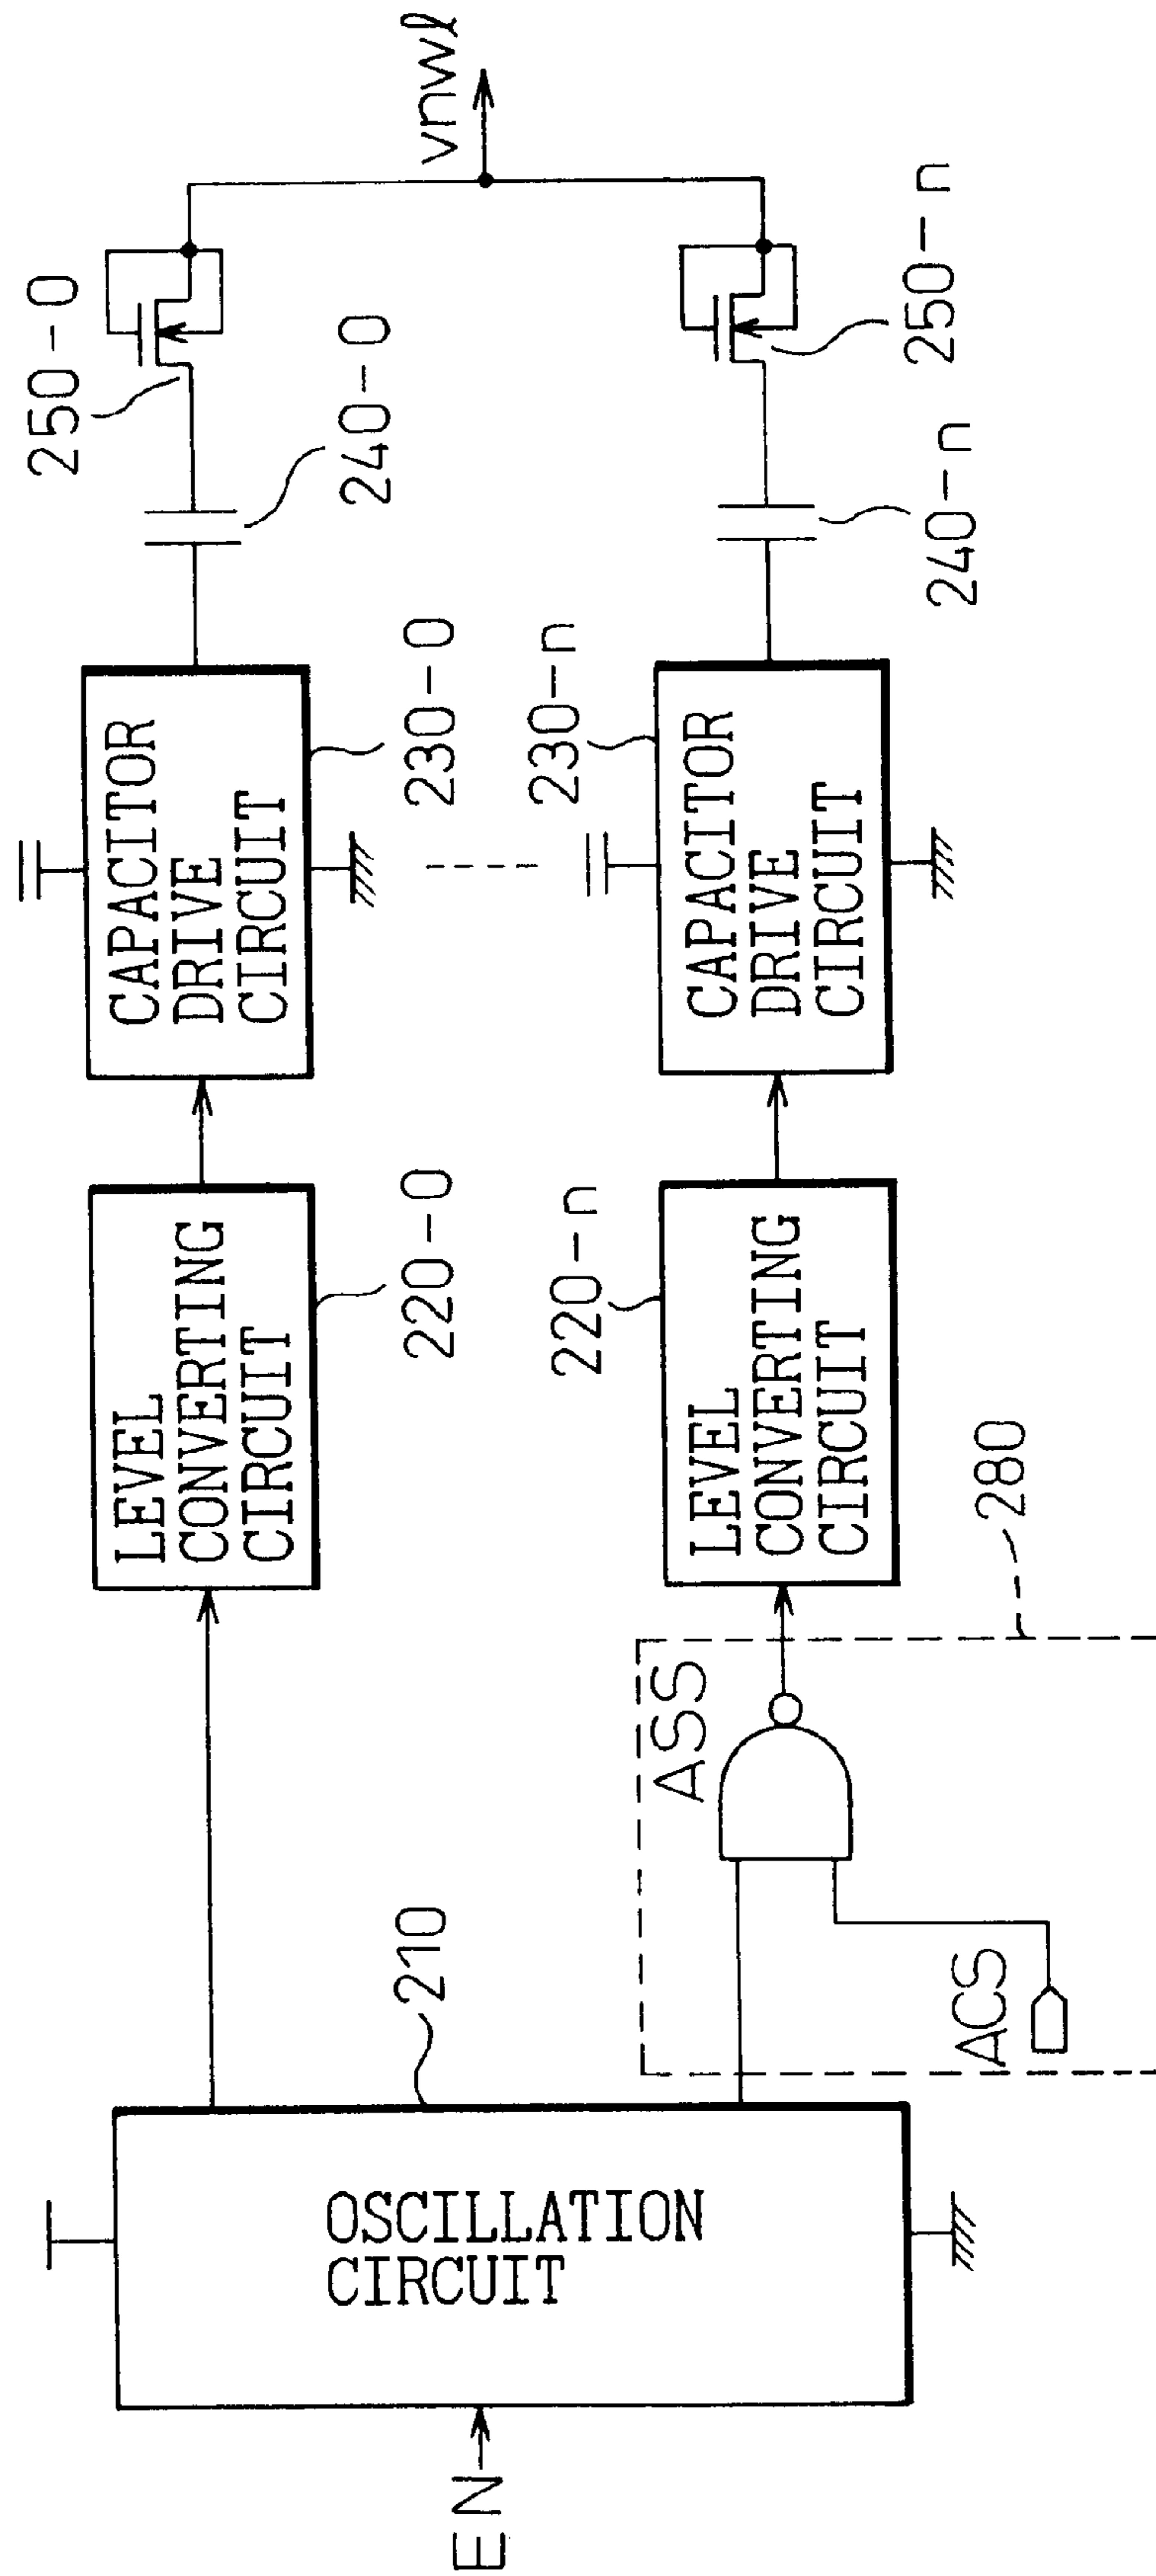 EN
OSCILLATION
CIRCUIT
210
LEVEL
CONVERTING
CIRCUIT
220-0
CAPACITOR
DRIVE
CIRCUIT
230-0
240-0
250-0
vnwl
ACS
ASS
280
LEVEL
CONVERTING
CIRCUIT
220-n
CAPACITOR
DRIVE
CIRCUIT
230-n
240-n
250-n